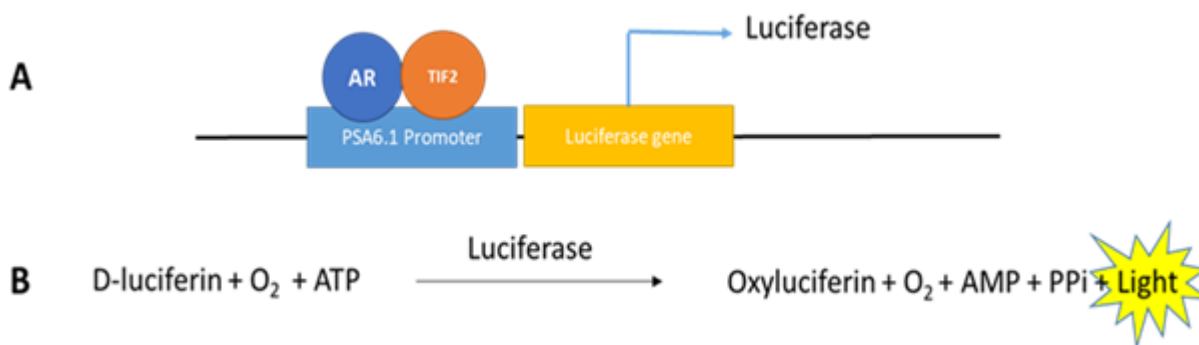 Luciferase
A
AR
TIF2
PSA6.1 Promoter
Luciferase gene
Luciferase
B
D-luciferin + O₂ + ATP
Oxyluciferin + O₂ + AMP + PPi + Light